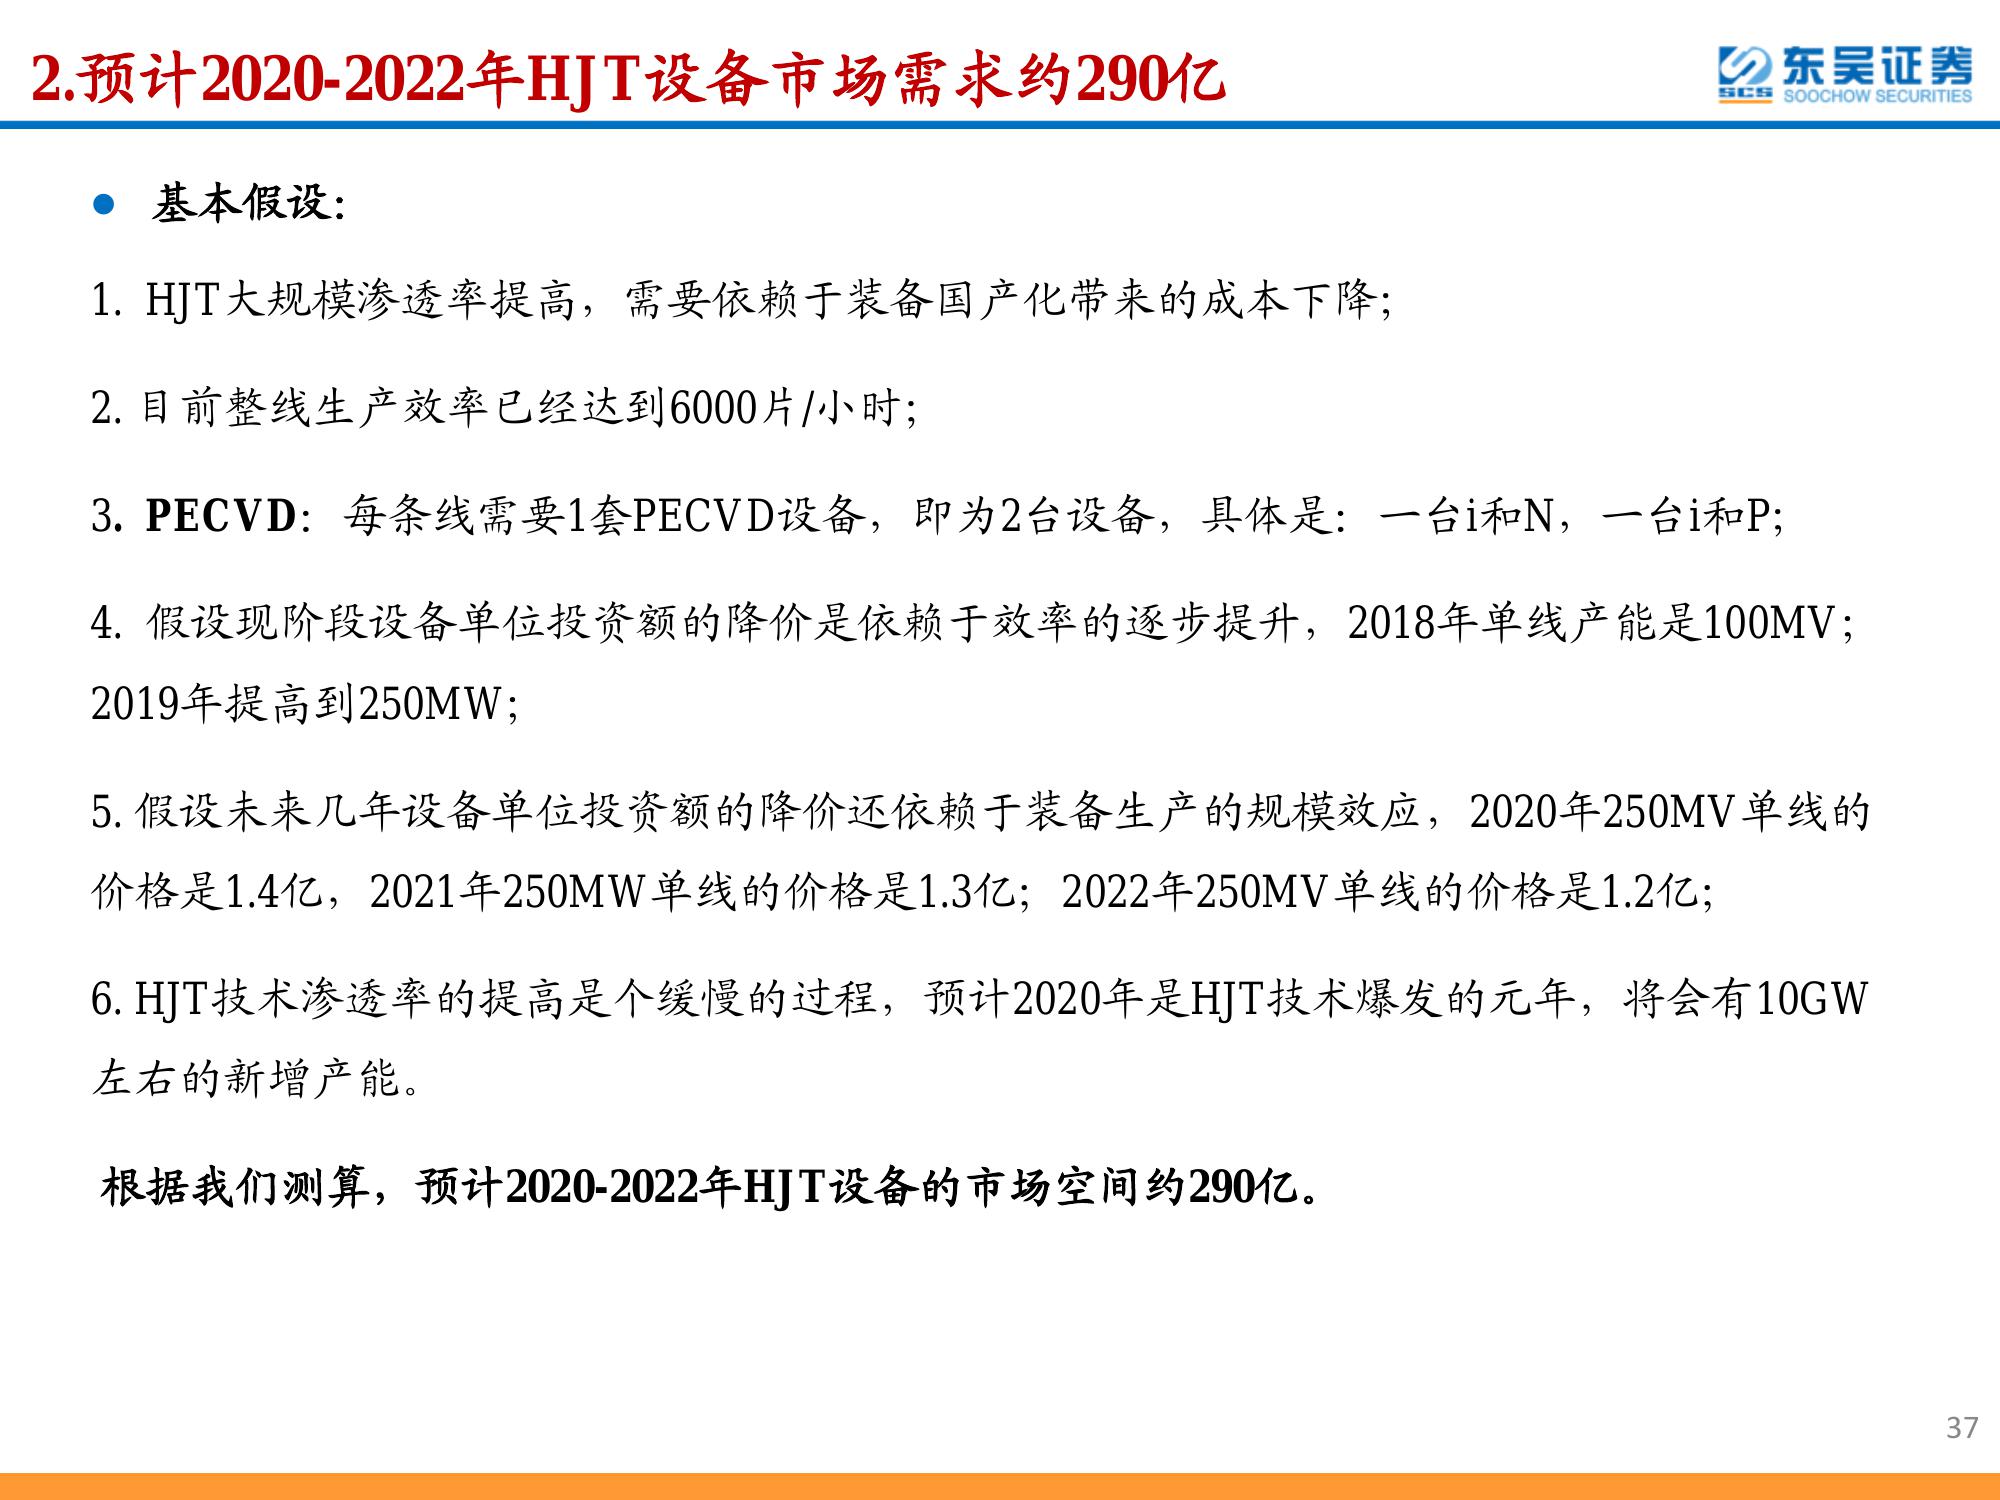 2.预计2020-2022年HJT设备市场需求约290亿
东吴证券
SCS
SOOCHOW SECURITIES
● 基本假设：
1. HJT大规模渗透率提高，需要依赖于装备国产化带来的成本下降；
2. 目前整线生产效率已经达到6000片/小时；
3. PECVD：每条线需要1套PECVD设备，即为2台设备，具体是：一台i和N，一台i和P；
4. 假设现阶段设备单位投资额的降价是依赖于效率的逐步提升，2018年单线产能是100MV；
2019年提高到250MW；
5. 假设未来几年设备单位投资额的降价还依赖于装备生产的规模效应，2020年250MV单线的
价格是1.4亿，2021年250MW单线的价格是1.3亿；2022年250MV单线的价格是1.2亿；
6. HJT技术渗透率的提高是个缓慢的过程，预计2020年是HJT技术爆发的元年，将会有10GW
左右的新增产能。
根据我们测算，预计2020-2022年HJT设备的市场空间约290亿。
37